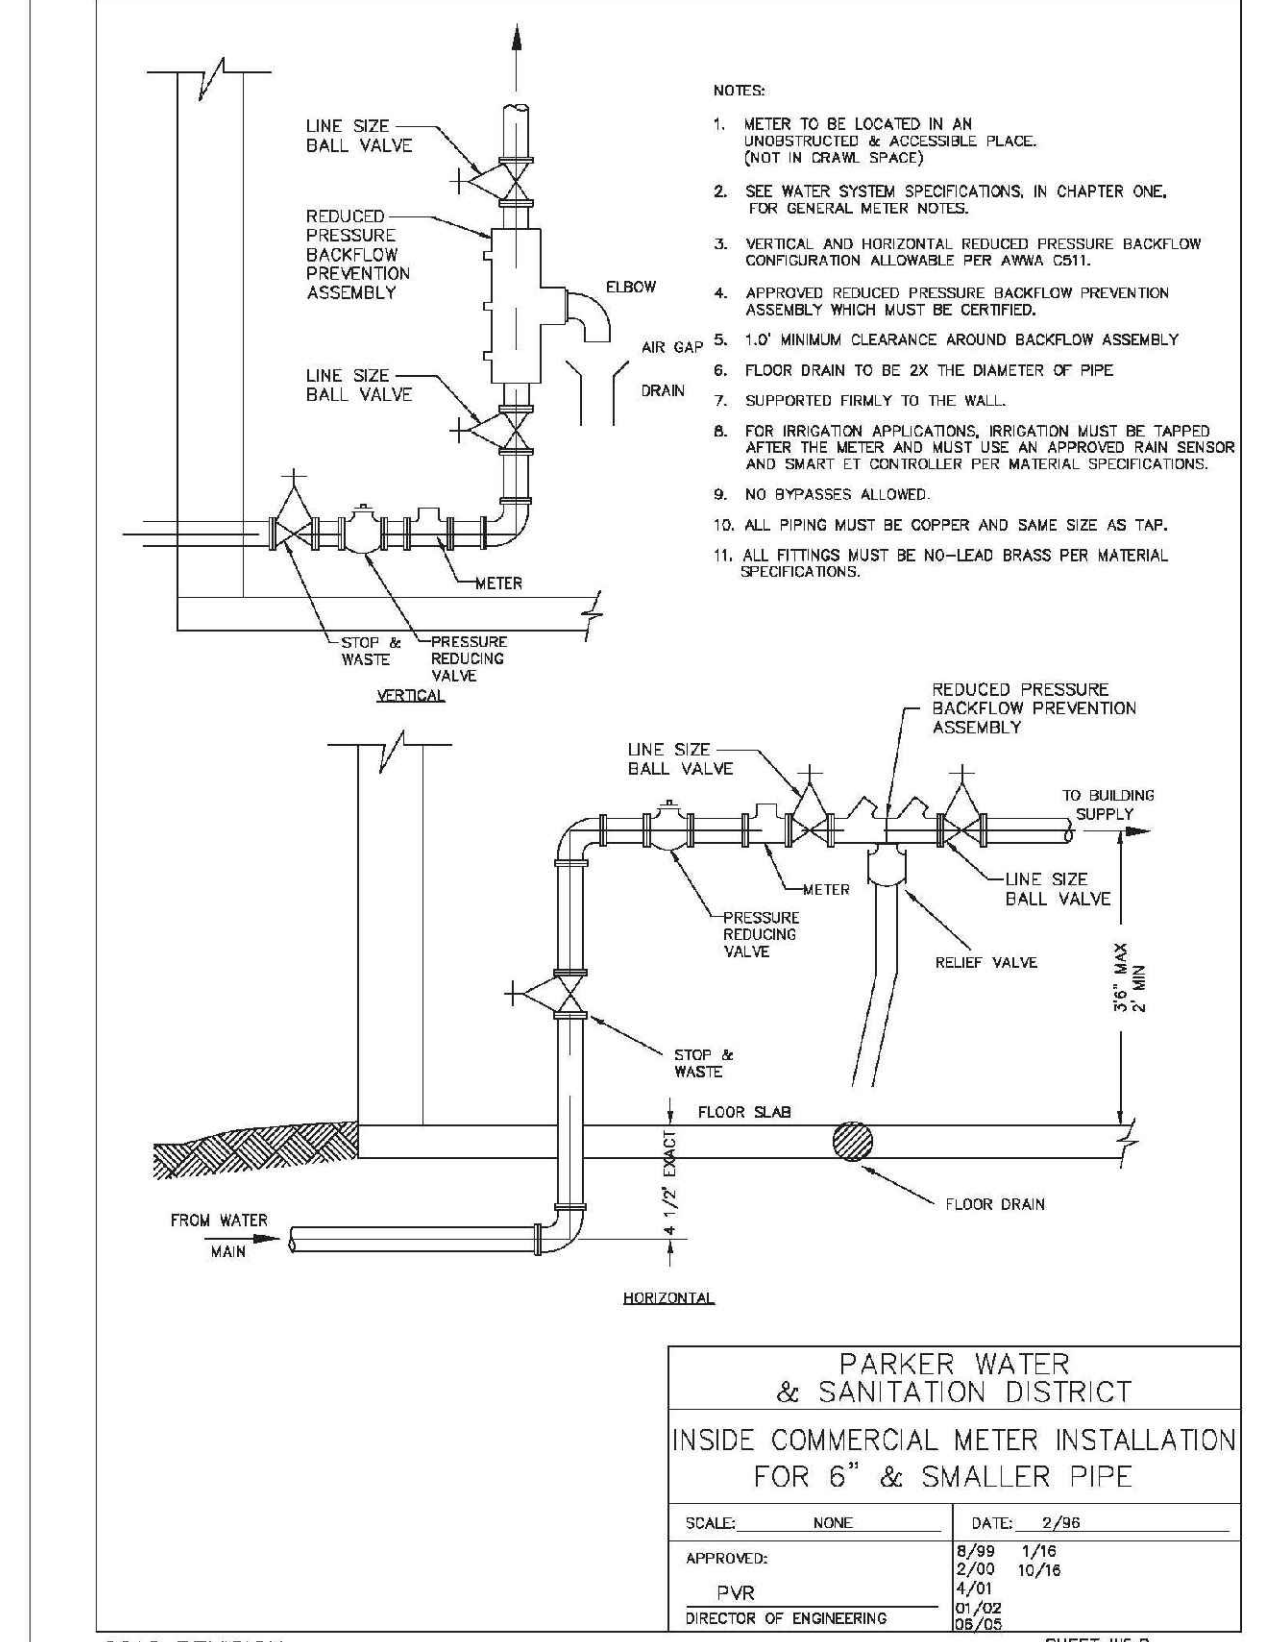 LINE SIZE
BALL VALVE
REDUCED
PRESSURE
BACKFLOW
PREVENTION
ASSEMBLY
ELBOW
AIR GAP
DRAIN
LINE SIZE
BALL VALVE
METER
STOP &
WASTE
PRESSURE
REDUCING
VALVE
VERTICAL
NOTES:
1. METER TO BE LOCATED IN AN
UNOBSTRUCTED & ACCESSIBLE PLACE.
(NOT IN CRAWL SPACE)
2. SEE WATER SYSTEM SPECIFICATIONS, IN CHAPTER ONE,
FOR GENERAL METER NOTES.
3. VERTICAL AND HORIZONTAL REDUCED PRESSURE BACKFLOW
CONFIGURATION ALLOWABLE PER AWWA C511.
4. APPROVED REDUCED PRESSURE BACKFLOW PREVENTION
ASSEMBLY WHICH MUST BE CERTIFIED.
5. 1.0' MINIMUM CLEARANCE AROUND BACKFLOW ASSEMBLY
6. FLOOR DRAIN TO BE 2X THE DIAMETER OF PIPE
7. SUPPORTED FIRMLY TO THE WALL.
8. FOR IRRIGATION APPLICATIONS, IRRIGATION MUST BE TAPPED
AFTER THE METER AND MUST USE AN APPROVED RAIN SENSOR
AND SMART ET CONTROLLER PER MATERIAL SPECIFICATIONS.
9. NO BYPASSES ALLOWED.
10. ALL PIPING MUST BE COPPER AND SAME SIZE AS TAP.
11. ALL FITTINGS MUST BE NO-LEAD BRASS PER MATERIAL
SPECIFICATIONS.
REDUCED PRESSURE
BACKFLOW PREVENTION
ASSEMBLY
LINE SIZE
BALL VALVE
TO BUILDING
SUPPLY
METER
LINE SIZE
BALL VALVE
PRESSURE
REDUCING
VALVE
RELIEF VALVE
3'6" MAX
2' MIN
STOP &
WASTE
FLOOR SLAB
4 1/2' EXACT
FLOOR DRAIN
FROM WATER
MAIN
HORIZONTAL
PARKER WATER
& SANITATION DISTRICT
INSIDE COMMERCIAL METER INSTALLATION
FOR 6" & SMALLER PIPE
SCALE: NONE
DATE: 2/96
APPROVED:
PVR
DIRECTOR OF ENGINEERING
8/99 1/16
2/00 10/16
4/01
01/02
06/05